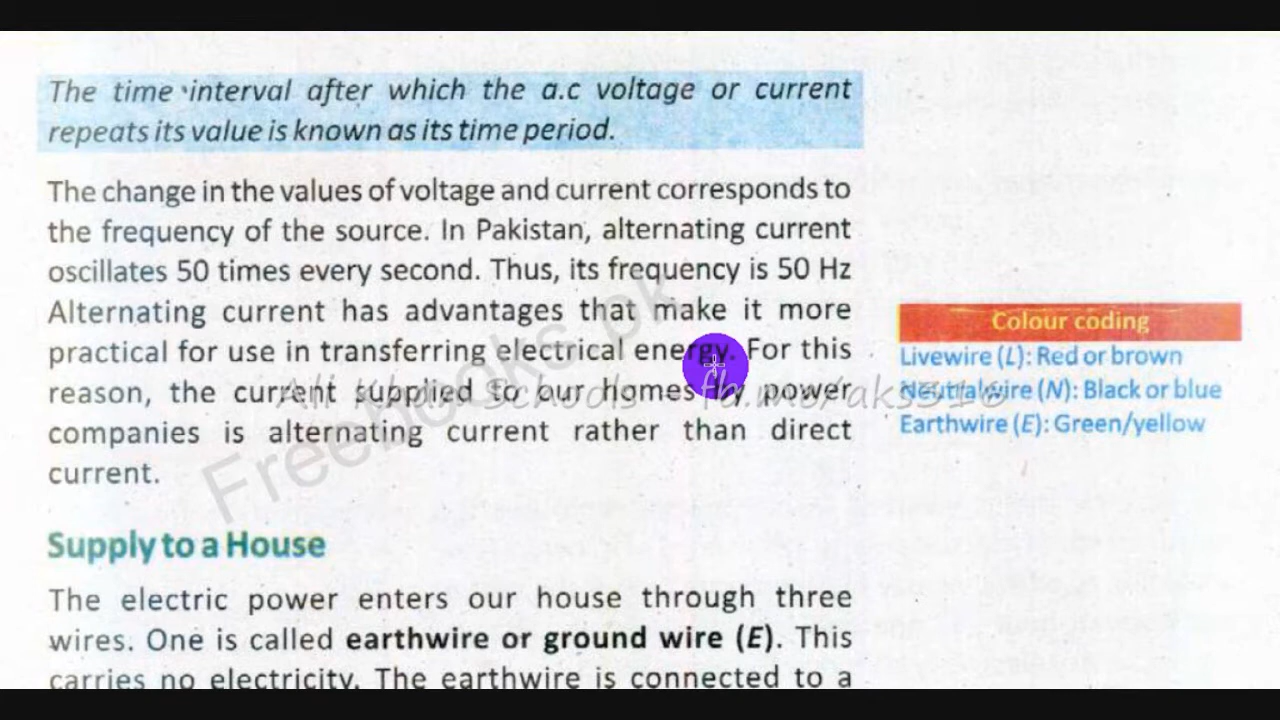 The time interval after which the a.c voltage or current
repeats its value is known as its time period.
The change in the values of voltage and current corresponds to
the frequency of the source. In Pakistan, alternating current
oscillates 50 times every second. Thus, its frequency is 50 Hz
Alternating current has advantages that make it more
practical for use in transferring electrical energy. For this
reason, the current supplied to our homes by power
companies is alternating current rather than direct
current.
Supply to a House
The electric power enters our house through three
wires. One is called earthwire or ground wire (E). This
carries no electricity. The earthwire is connected to a
Colour coding
Livewire (L): Red or brown
Neutral wire (N): Black or blue
Earthwire (E): Green/yellow
Freebooks.pk